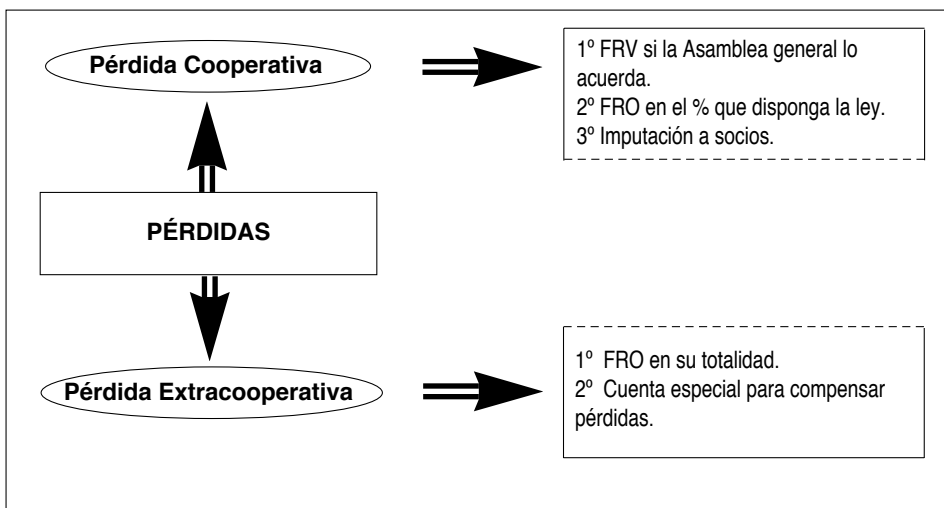 Pérdida Cooperativa
1º FRV si la Asamblea general lo
acuerda.
2º FRO en el % que disponga la ley.
3º Imputación a socios.
PÉRDIDAS
Pérdida Extracooperativa
1º FRO en su totalidad.
2º Cuenta especial para compensar
pérdidas.